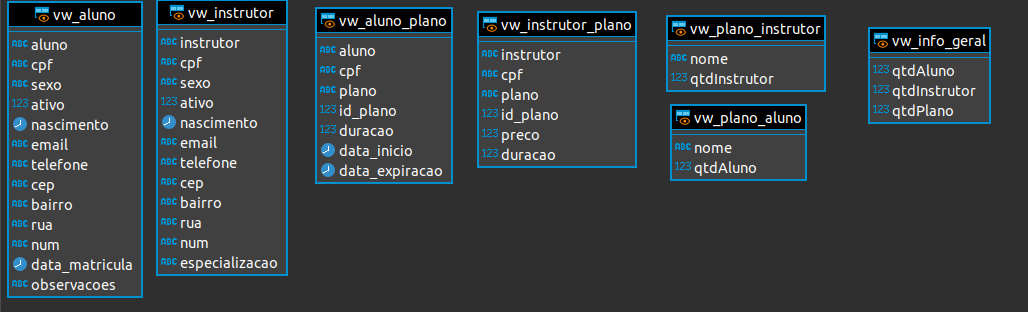 vw_aluno
ABC aluno
ABC cpf
ABC sexo
123 ativo
nascimento
ABC email
ABC telefone
ABC cep
ABC bairro
ABC rua
ABC num
data_matricula
ABC observacoes
vw_instrutor
ABC instrutor
ABC cpf
ABC sexo
123 ativo
nascimento
ABC email
ABC telefone
ABC cep
ABC bairro
ABC rua
ABC num
ABC especializacao
vw_aluno_plano
ABC aluno
ABC cpf
ABC plano
123 id_plano
123 duracao
data_inicio
data_expiracao
vw_instrutor_plano
ABC instrutor
ABC cpf
ABC plano
123 id_plano
123 preco
123 duracao
vw_plano_instrutor
ABC nome
123 qtdInstrutor
vw_plano_aluno
ABC nome
123 qtdAluno
vw_info_geral
123 qtdAluno
123 qtdInstrutor
123 qtdPlano